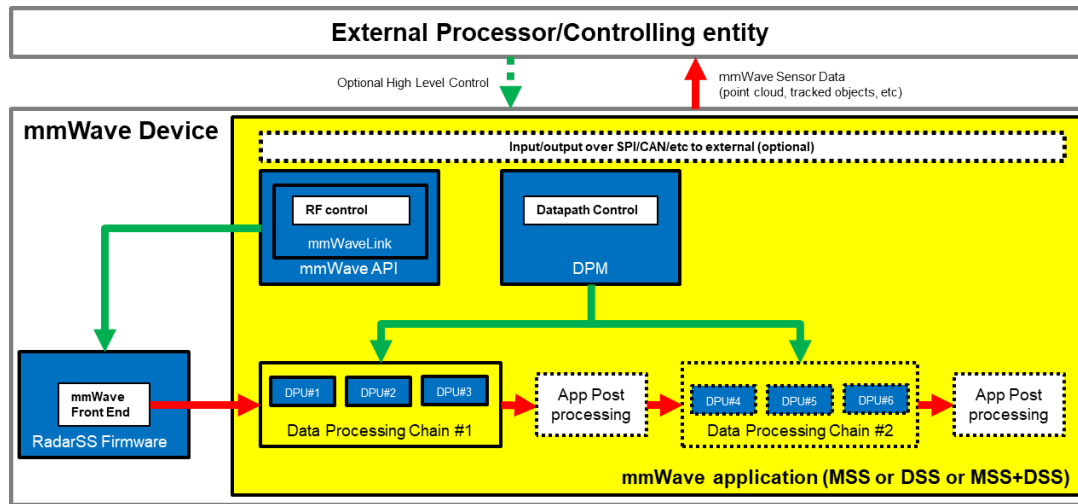 External Processor/Controlling entity
Optional High Level Control
mmWave Sensor Data
(point cloud, tracked objects, etc)
mmWave Device
Input/output over SPI/CAN/etc to external (optional)
RF control
mmWaveLink
mmWave API
Datapath Control
DPM
mmWave
Front End
RadarSS Firmware
DPU#1
DPU#2
DPU#3
Data Processing Chain #1
App Post
processing
DPU#4
DPU#5
DPU#6
Data Processing Chain #2
App Post
processing
mmWave application (MSS or DSS or MSS+DSS)